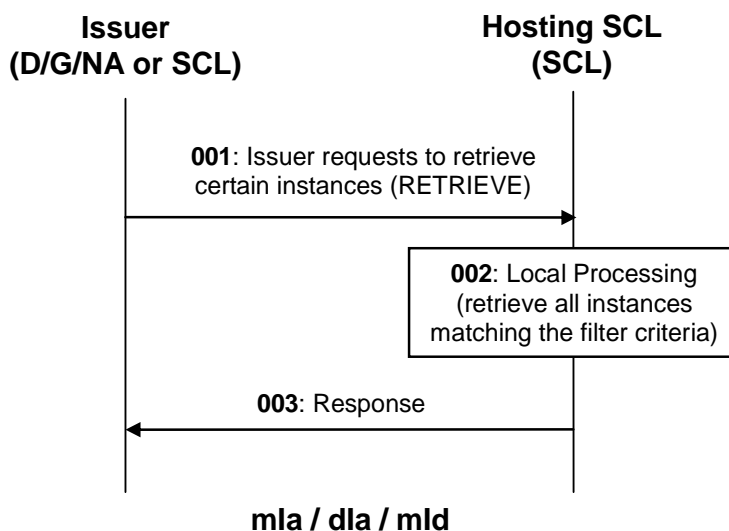 Issuer
(D/G/NA or SCL)
Hosting SCL
(SCL)
001: Issuer requests to retrieve
certain instances (RETRIEVE)
002: Local Processing
(retrieve all instances
matching the filter criteria)
003: Response
mIa / dIa / mId